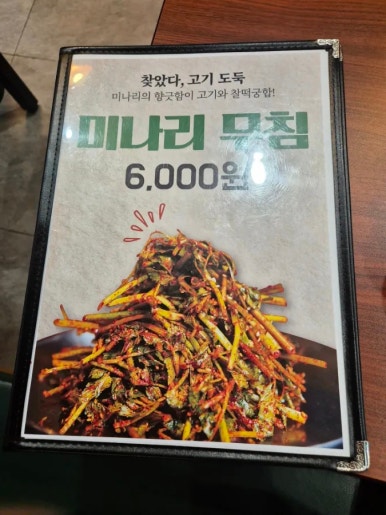 찾았다, 고기 도둑
미나리의 향긋함이 고기와 찰떡궁합!
미나리 무침
6,000원